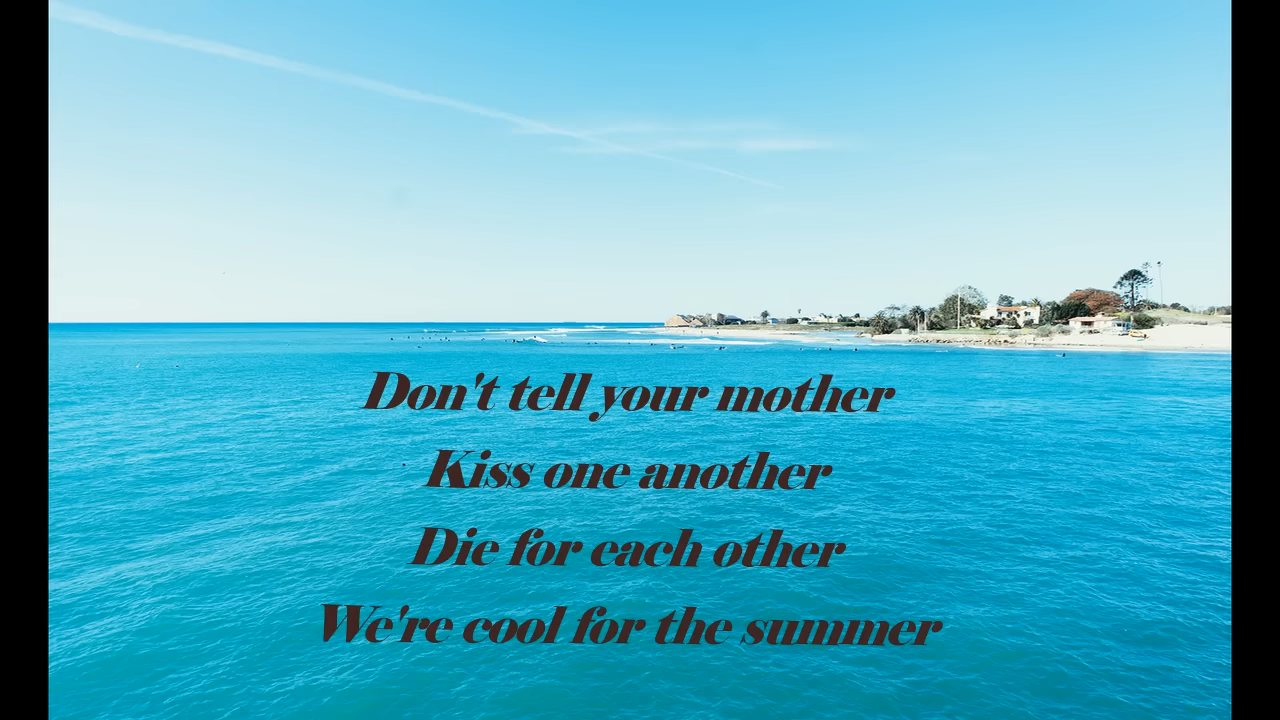 Don't tell your mother
Kiss one another
Die for each other
We're cool for the summer